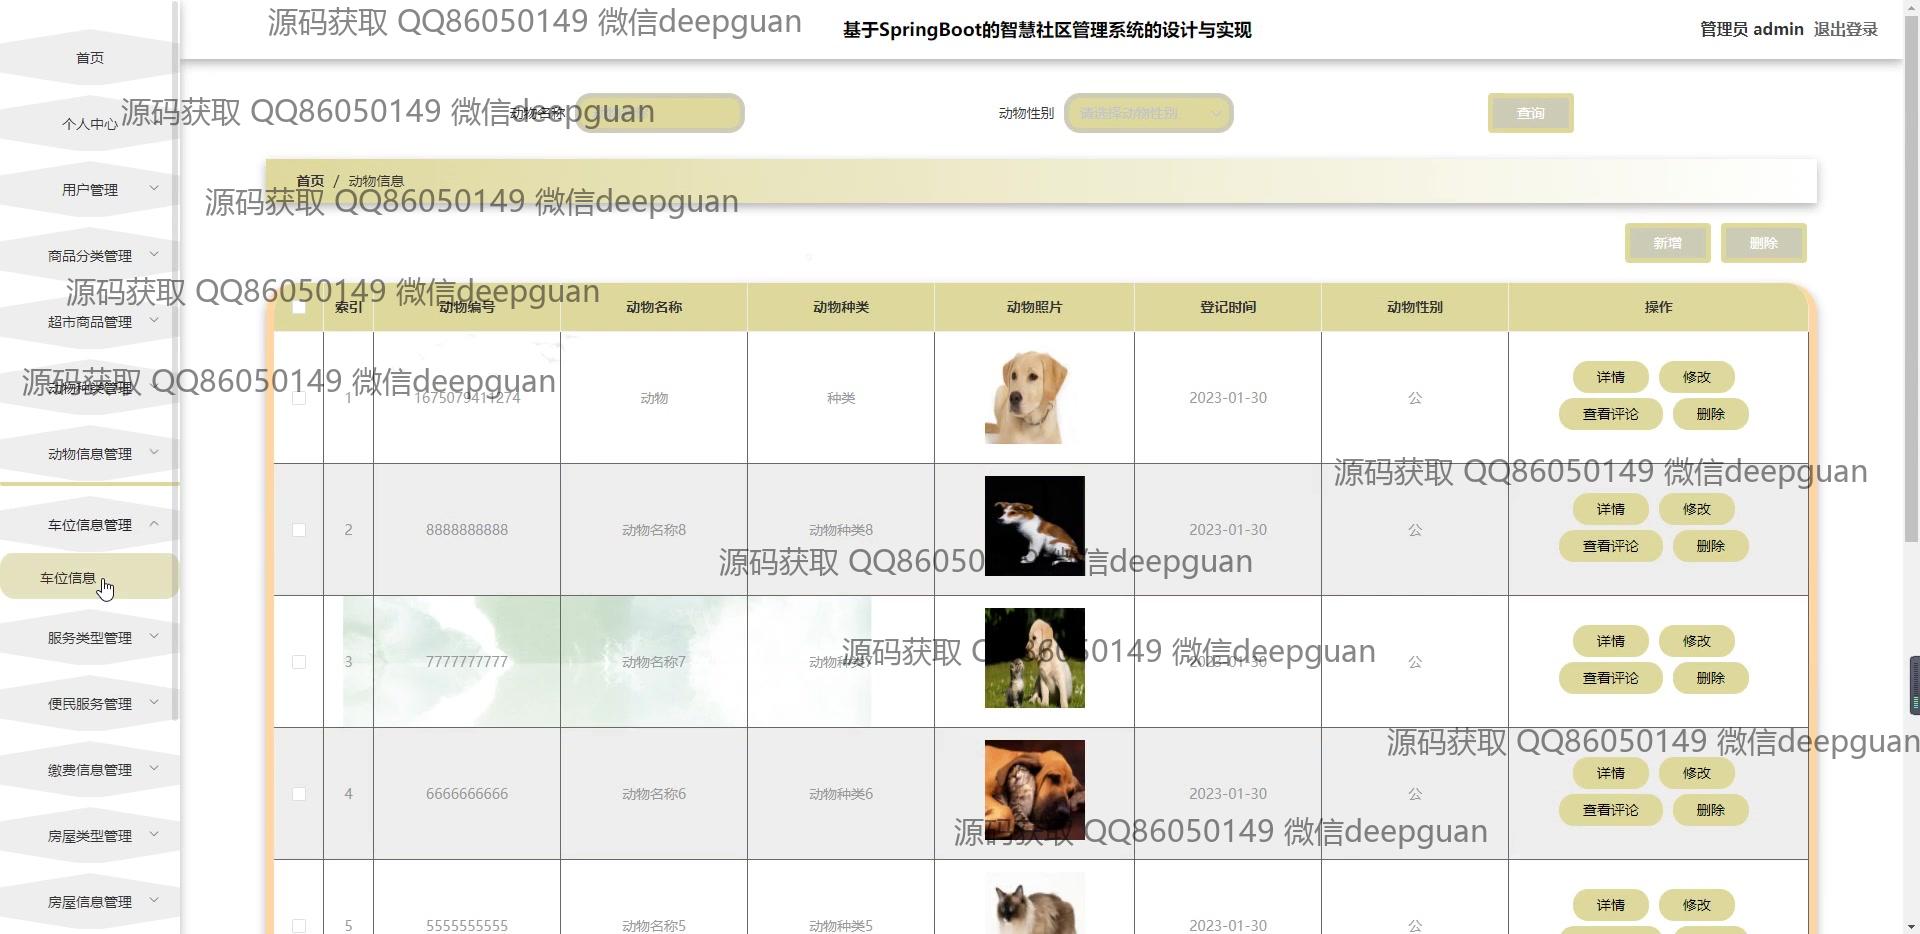 源码获取 QQ86050149 微信deepguan
基于SpringBoot的智慧社区管理系统的设计与实现
管理员 admin 退出登录
首页
个人中心
用户管理
商品分类管理
超市商品管理
动物种类管理
动物信息管理
车位信息管理
车位信息
服务类型管理
便民服务管理
缴费信息管理
房屋类型管理
房屋信息管理
源码获取 QQ86050149 微信deepguan
动物名称
动物性别 请选择动物性别 查询
首页 / 动物信息
源码获取 QQ86050149 微信deepguan
新增 删除
源码获取 QQ86050149 微信deepguan
索引 动物编号 动物名称 动物种类 动物照片 登记时间 动物性别 操作
源码获取 QQ86050149 微信deepguan
1 1675079411274 动物 种类 2023-01-30 公 详情 修改
查看评论 删除
源码获取 QQ86050149 微信deepguan
2 8888888888 动物名称8 动物种类8 2023-01-30 公 详情 修改
查看评论 删除
源码获取 QQ86050 微信deepguan
3 7777777777 动物名称7 动物种类7 2023-01-30 公 详情 修改
查看评论 删除
源码获取 QQ86050149 微信deepguan
源码获取 QQ86050149 微信deepguan
4 6666666666 动物名称6 动物种类6 2023-01-30 公 详情 修改
查看评论 删除
源码获取 QQ86050149 微信deepguan
5 5555555555 动物名称5 动物种类5 2023-01-30 公 详情 修改